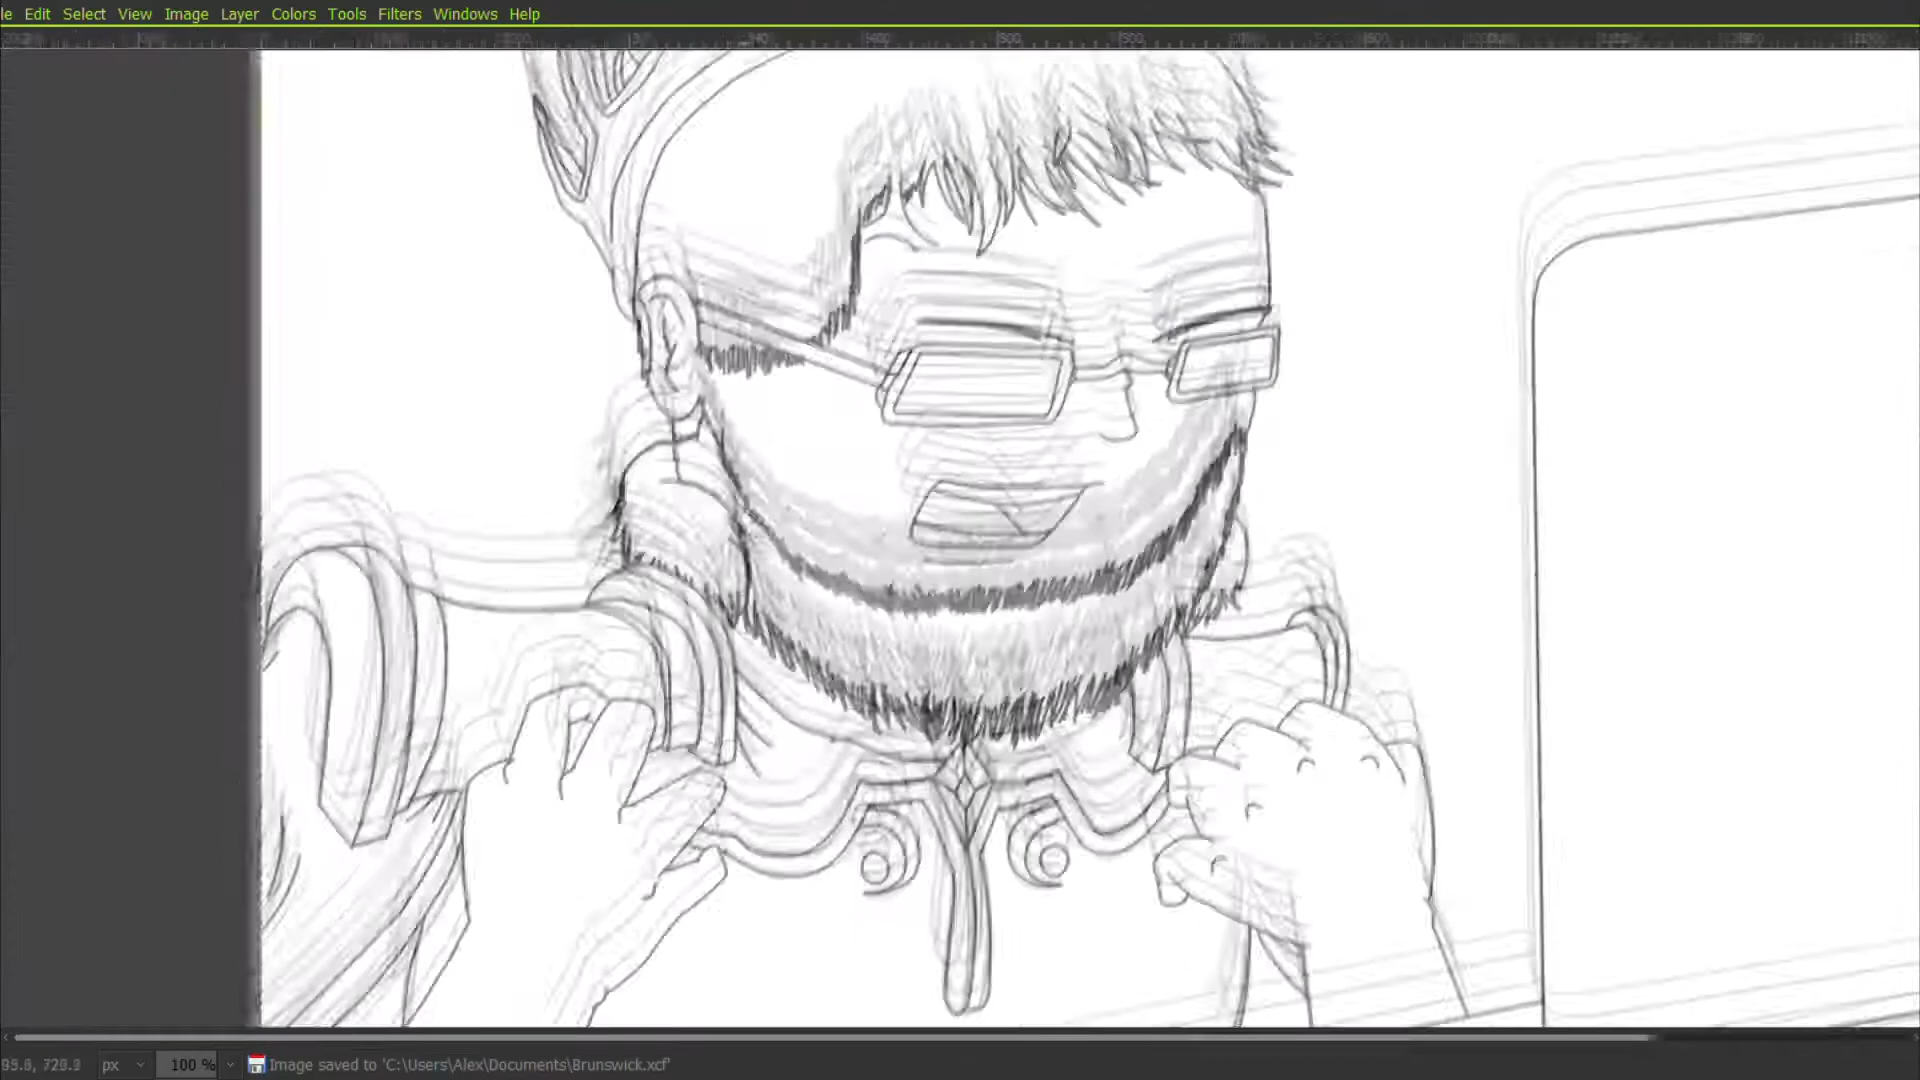 le Edit Select View Image Layer Colors Tools Filters Windows Help
px 100 % Image saved to 'C:\Users\Alex\Documents\Brunswick.xcf'